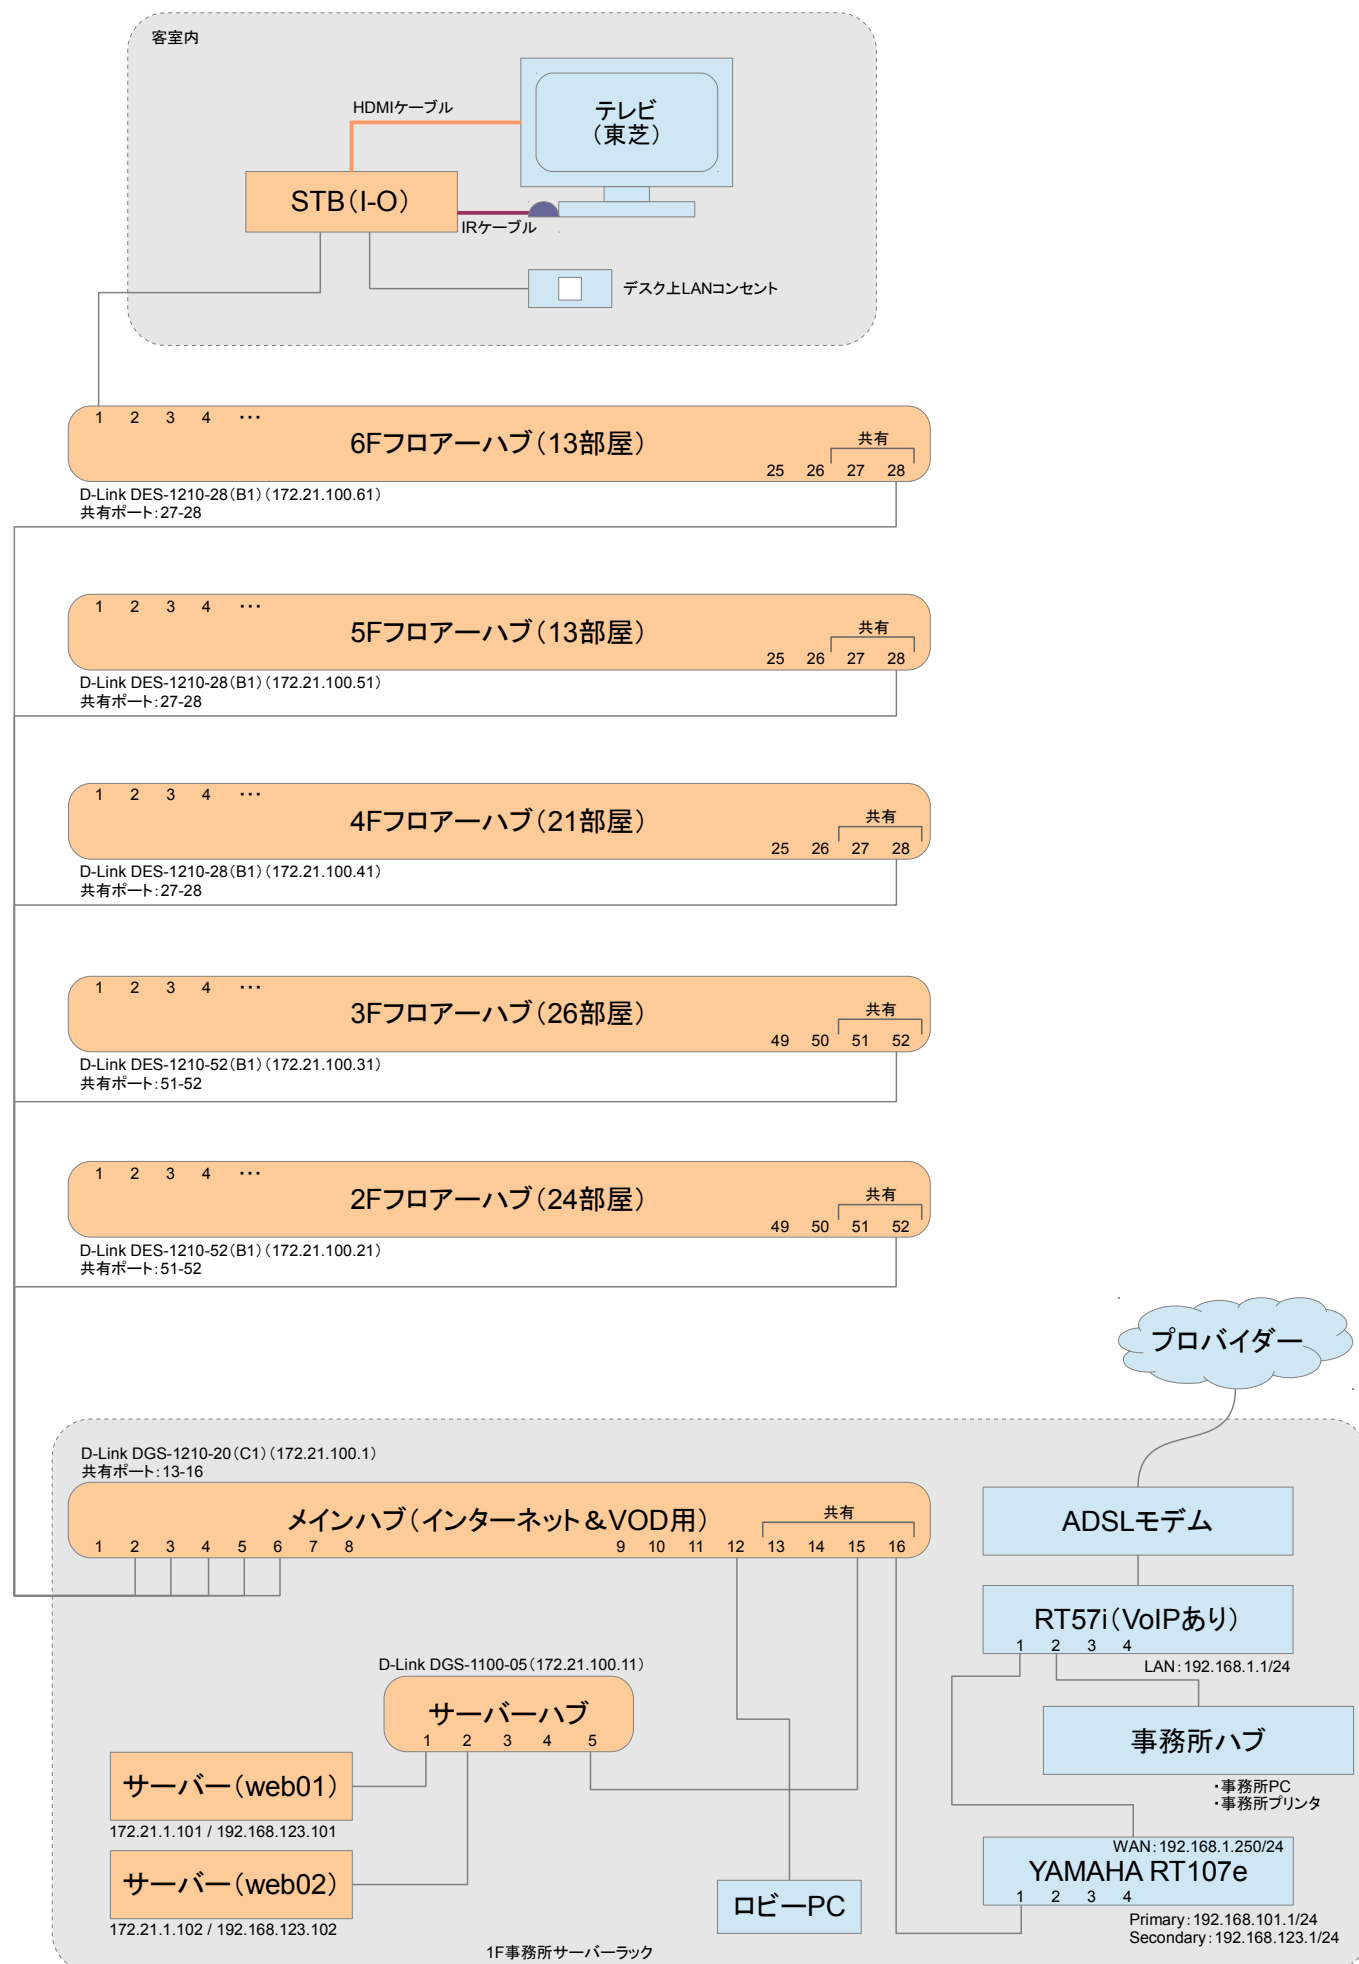 客室内
HDMIケーブル
テレビ
（東芝）
STB（I-O）
IRケーブル
デスク上LANコンセント
1 2 3 4 …
6Fフロアーハブ（13部屋）
共有
25 26 27 28
D-Link DES-1210-28（B1）（172.21.100.61）
共有ポート：27-28
1 2 3 4 …
5Fフロアーハブ（13部屋）
共有
25 26 27 28
D-Link DES-1210-28（B1）（172.21.100.51）
共有ポート：27-28
1 2 3 4 …
4Fフロアーハブ（21部屋）
共有
25 26 27 28
D-Link DES-1210-28（B1）（172.21.100.41）
共有ポート：27-28
1 2 3 4 …
3Fフロアーハブ（26部屋）
共有
49 50 51 52
D-Link DES-1210-52（B1）（172.21.100.31）
共有ポート：51-52
1 2 3 4 …
2Fフロアーハブ（24部屋）
共有
49 50 51 52
D-Link DES-1210-52（B1）（172.21.100.21）
共有ポート：51-52
プロバイダー
D-Link DGS-1210-20（C1）（172.21.100.1）
共有ポート：13-16
メインハブ（インターネット＆VOD用）
共有
1 2 3 4 5 6 7 8 9 10 11 12 13 14 15 16
ADSLモデム
RT57i（VoIPあり）
1 2 3 4
LAN：192.168.1.1/24
D-Link DGS-1100-05（172.21.100.11）
サーバーハブ
1 2 3 4 5
事務所ハブ
・事務所PC
・事務所プリンタ
サーバー（web01）
172.21.1.101 / 192.168.123.101
サーバー（web02）
172.21.1.102 / 192.168.123.102
ロビーPC
WAN：192.168.1.250/24
YAMAHA RT107e
1 2 3 4
Primary：192.168.101.1/24
Secondary：192.168.123.1/24
1F事務所サーバーラック